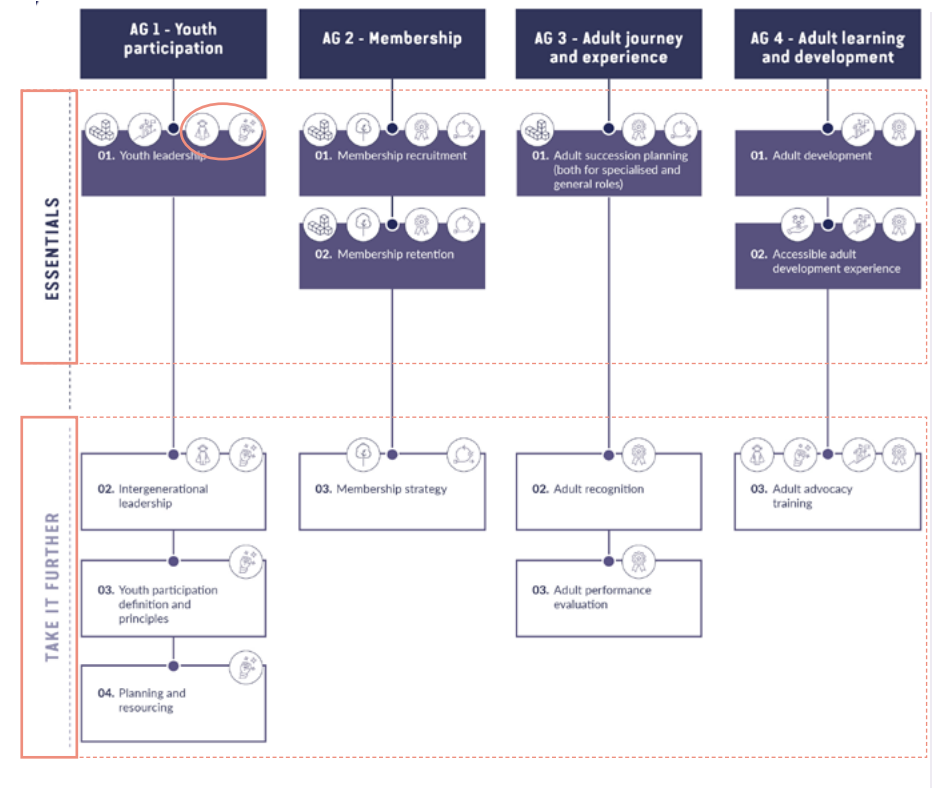 AG 1 - Youth
participation
AG 2 - Membership
AG 3 - Adult journey
and experience
AG 4 - Adult learning
and development
ESSENTIALS
01. Youth leadership
01. Membership recruitment
02. Membership retention
01. Adult succession planning
(both for specialised and
general roles)
01. Adult development
02. Accessible adult
development experience
TAKE IT FURTHER
02. Intergenerational
leadership
03. Youth participation
definition and
principles
04. Planning and
resourcing
03. Membership strategy
02. Adult recognition
03. Adult performance
evaluation
03. Adult advocacy
training